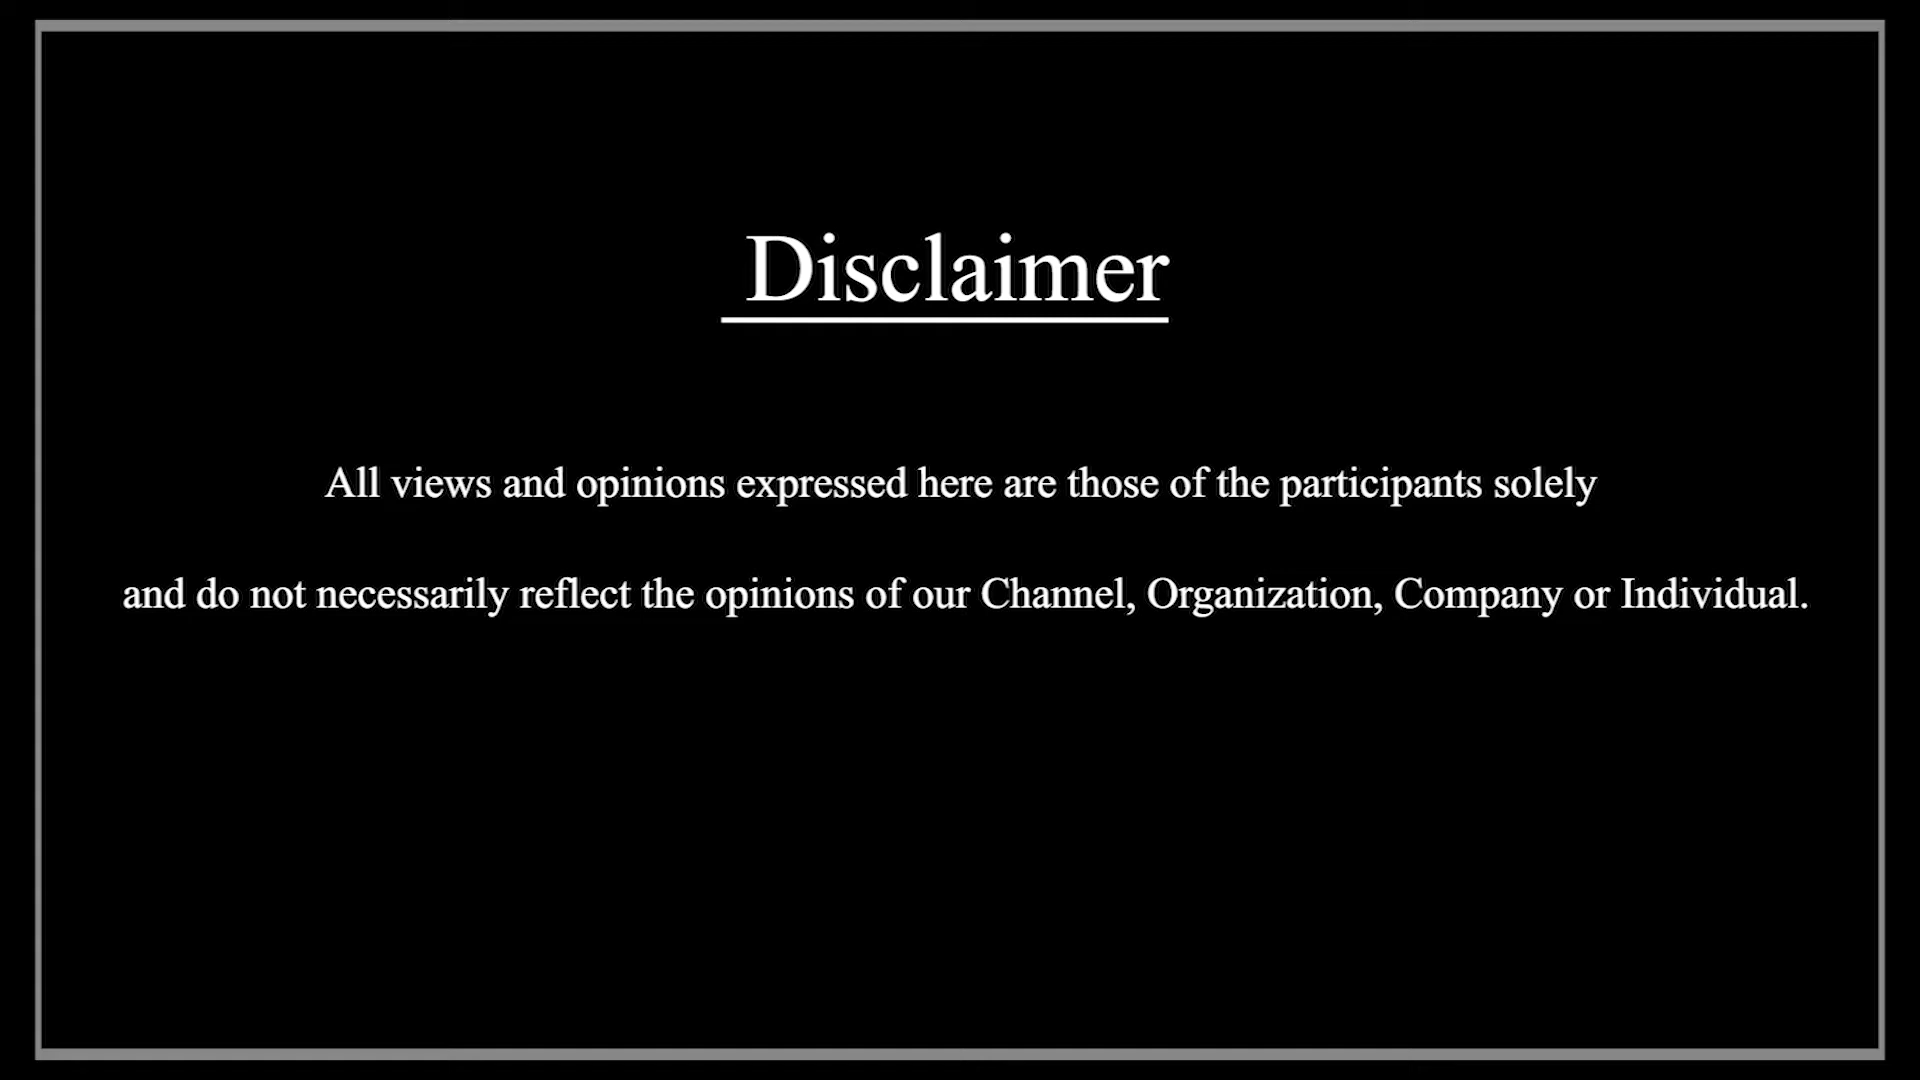 Disclaimer
All views and opinions expressed here are those of the participants solely
and do not necessarily reflect the opinions of our Channel, Organization, Company or Individual.